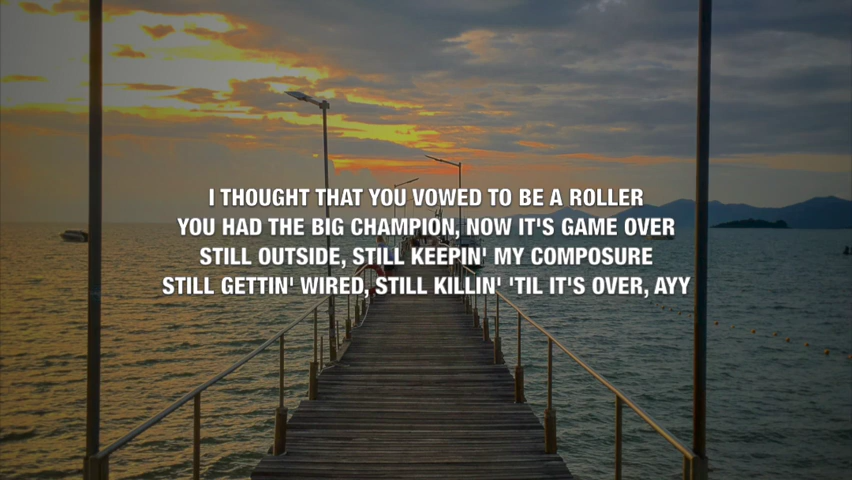 I THOUGHT THAT YOU VOWED TO BE A ROLLER
YOU HAD THE BIG CHAMPION, NOW IT'S GAME OVER
STILL OUTSIDE, STILL KEEPIN' MY COMPOSURE
STILL GETTIN' WIRED, STILL KILLIN' 'TIL IT'S OVER, AYY